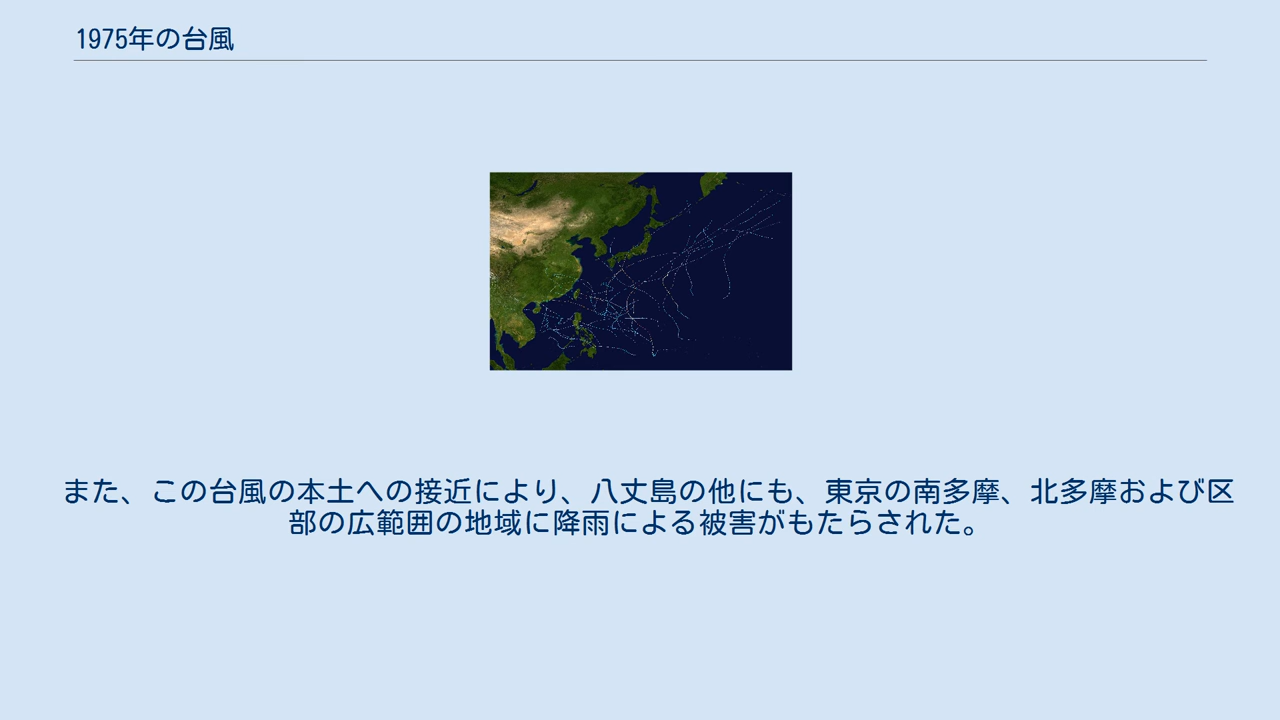 1975年の台風
また、この台風の本土への接近により、八丈島の他にも、東京の南多摩、北多摩および区
部の広範囲の地域に降雨による被害がもたらされた。